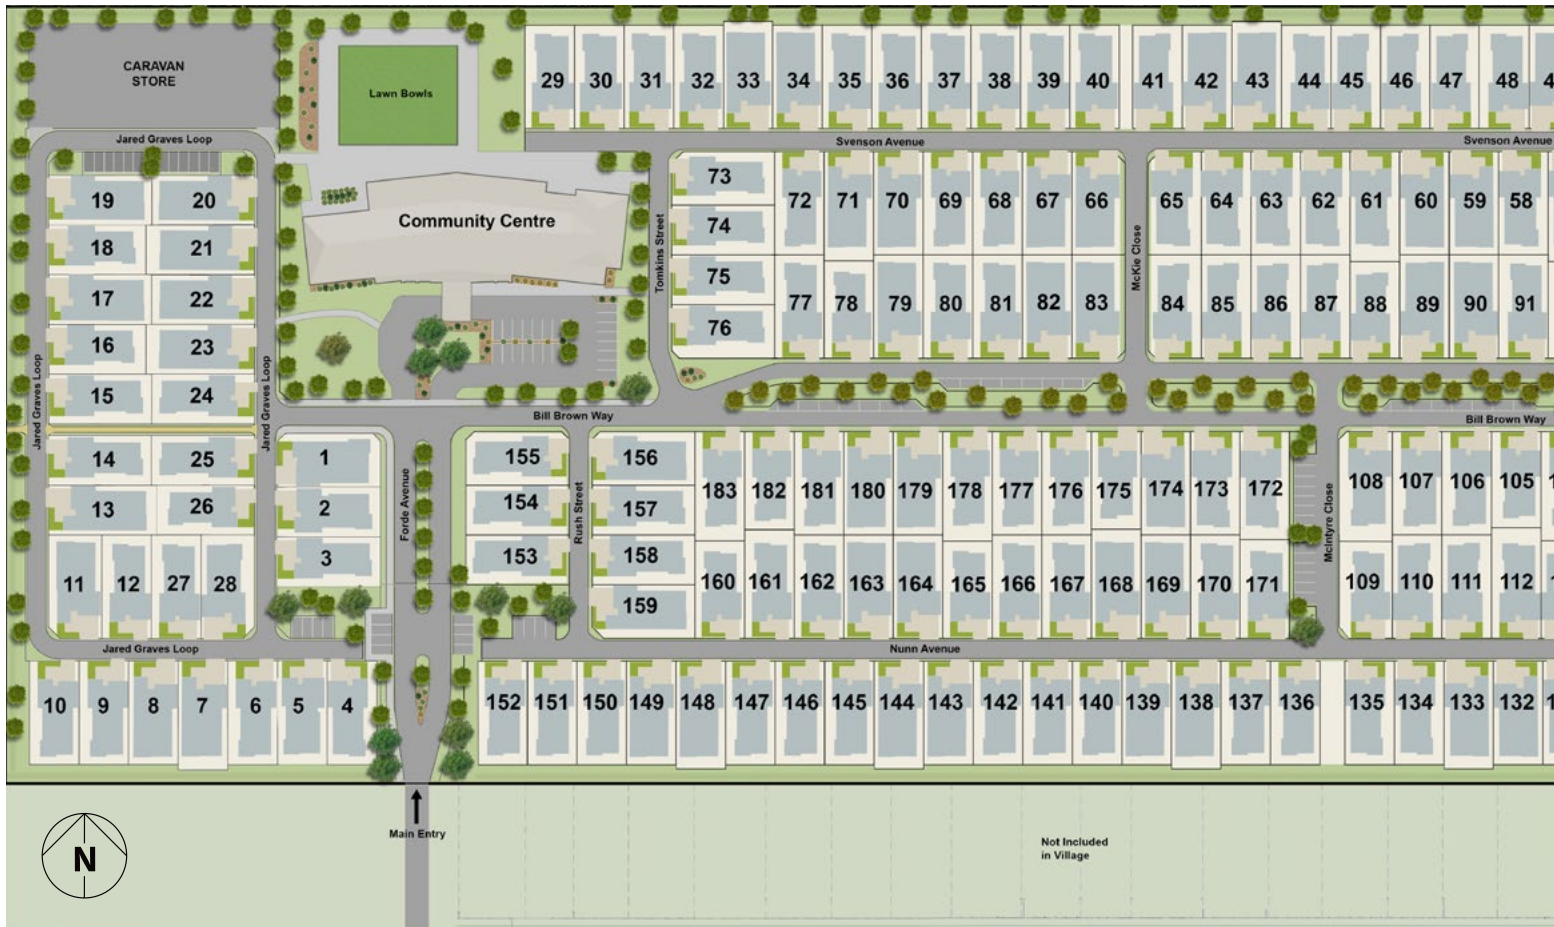 CARAVAN
STORE
Lawn Bowls
29 30 31 32 33 34 35 36 37 38 39 40 41 42 43 44 45 46 47 48
Jared Graves Loop
Svenson Avenue
Svenson Avenue
19 20
18 21
17 22
16 23
15 24
14 25
13 26
11 12 27 28
Community Centre
Tomkins Street
73
74
75
76
72 71 70 69 68 67 66
77 78 79 80 81 82 83
McKie Close
65 64 63 62 61 60 59 58
84 85 86 87 88 89 90 91
Jared Graves Loop
Jared Graves Loop
Bill Brown Way
Bill Brown Way
1
2
3
Forde Avenue
155
154
153
Rush Street
156
157
158
159
183 182 181 180 179 178 177 176 175 174 173 172
160 161 162 163 164 165 166 167 168 169 170 171
McIntyre Close
108 107 106 105
109 110 111 112
Jared Graves Loop
Nunn Avenue
10 9 8 7 6 5 4
152 151 150 149 148 147 146 145 144 143 142 141 140 139 138 137 136 135 134 133 132
Main Entry
Not Included
in Village
N